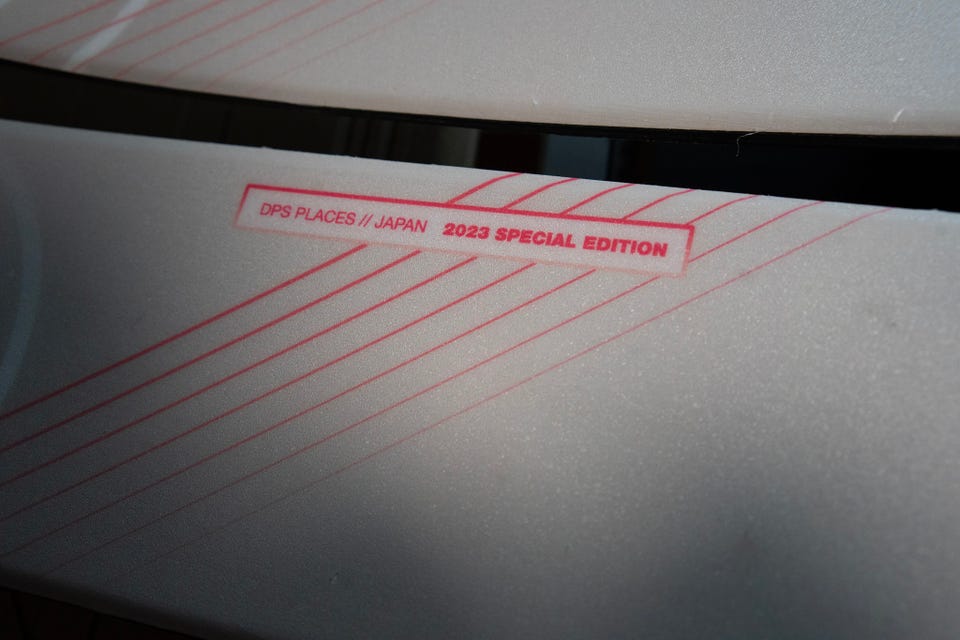 DPS PLACES // JAPAN 2023 SPECIAL EDITION